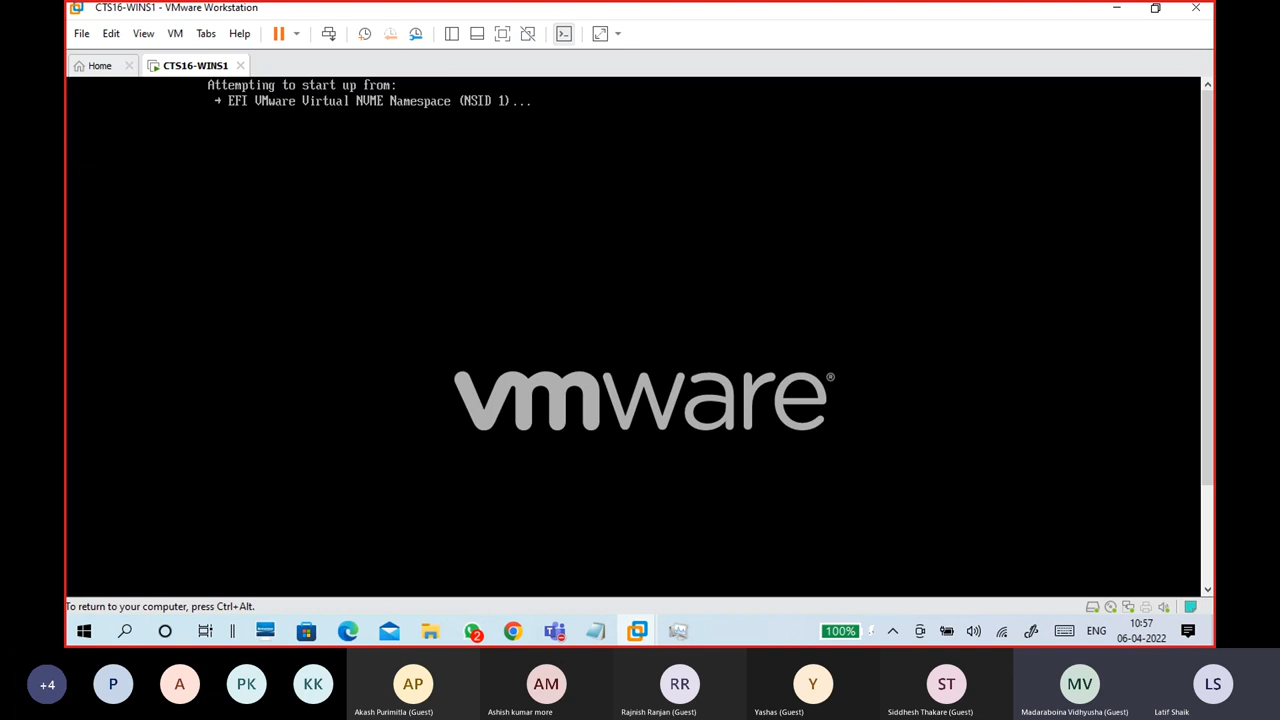 CTS16-WINS1 - VMware Workstation
File Edit View VM Tabs Help
Home CTS16-WINS1
Attempting to start up from:
→ EFI VMware Virtual NVME Namespace (NSID 1)...
vmware®
To return to your computer, press Ctrl+Alt.
2
100%
ENG
10:57
06-04-2022
+4 P A PK KK AP AM RR Y ST MV LS
Akash Purimitla (Guest) Ashish kumar more Rajnish Ranjan (Guest) Yashas (Guest) Siddhesh Thakare (Guest) Madaraboina Vidhyusha (Guest) Latif Shaik